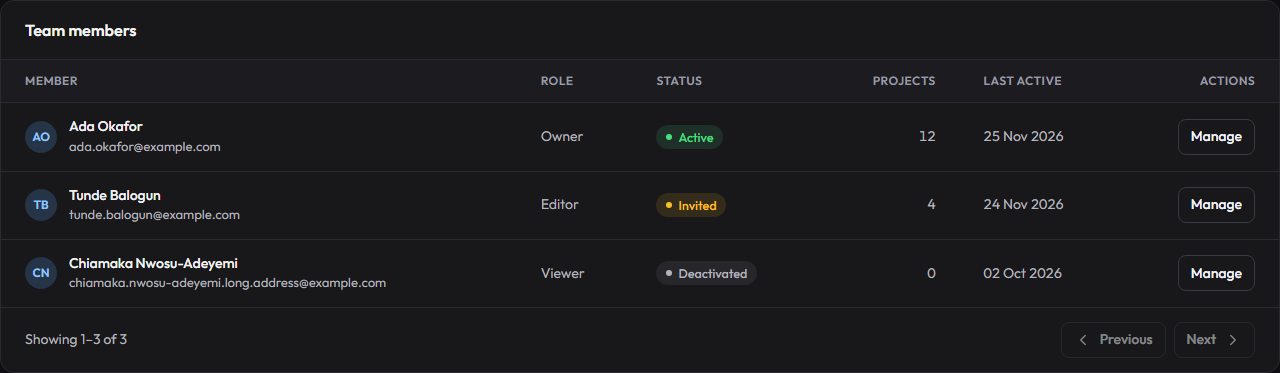 Team members
MEMBER ROLE STATUS PROJECTS LAST ACTIVE ACTIONS
AO Ada Okafor Owner Active 12 25 Nov 2026 Manage
ada.okafor@example.com
TB Tunde Balogun Editor Invited 4 24 Nov 2026 Manage
tunde.balogun@example.com
CN Chiamaka Nwosu-Adeyemi Viewer Deactivated 0 02 Oct 2026 Manage
chiamaka.nwosu-adeyemi.long.address@example.com
Showing 1–3 of 3 Previous Next